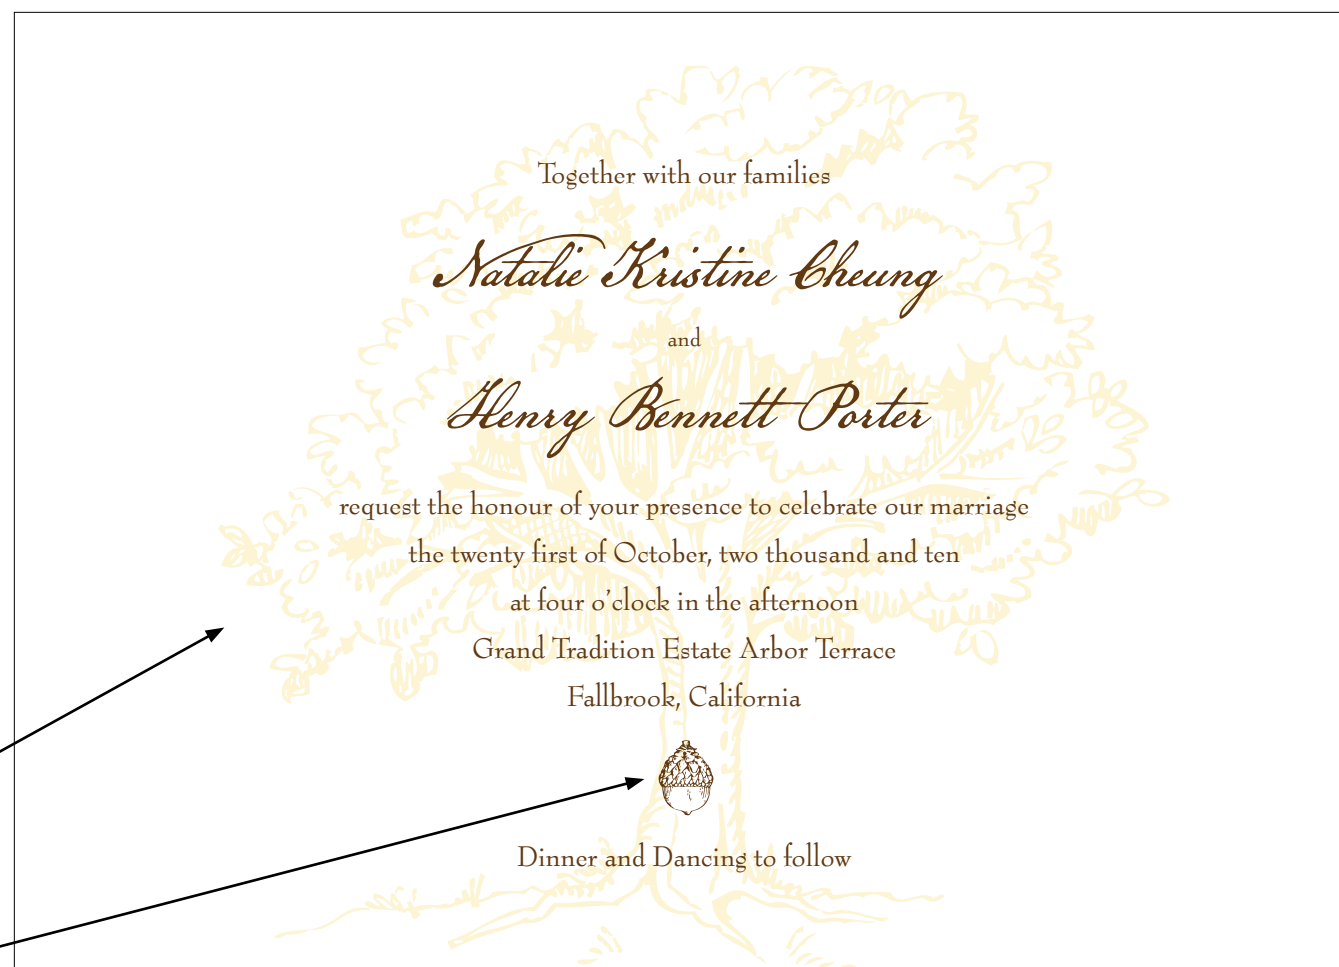 Together with our families
Natalie Kristine Cheung
and
Henry Bennett Porter
request the honour of your presence to celebrate our marriage
the twenty first of October, two thousand and ten
at four o’clock in the afternoon
Grand Tradition Estate Arbor Terrace
Fallbrook, California
Dinner and Dancing to follow